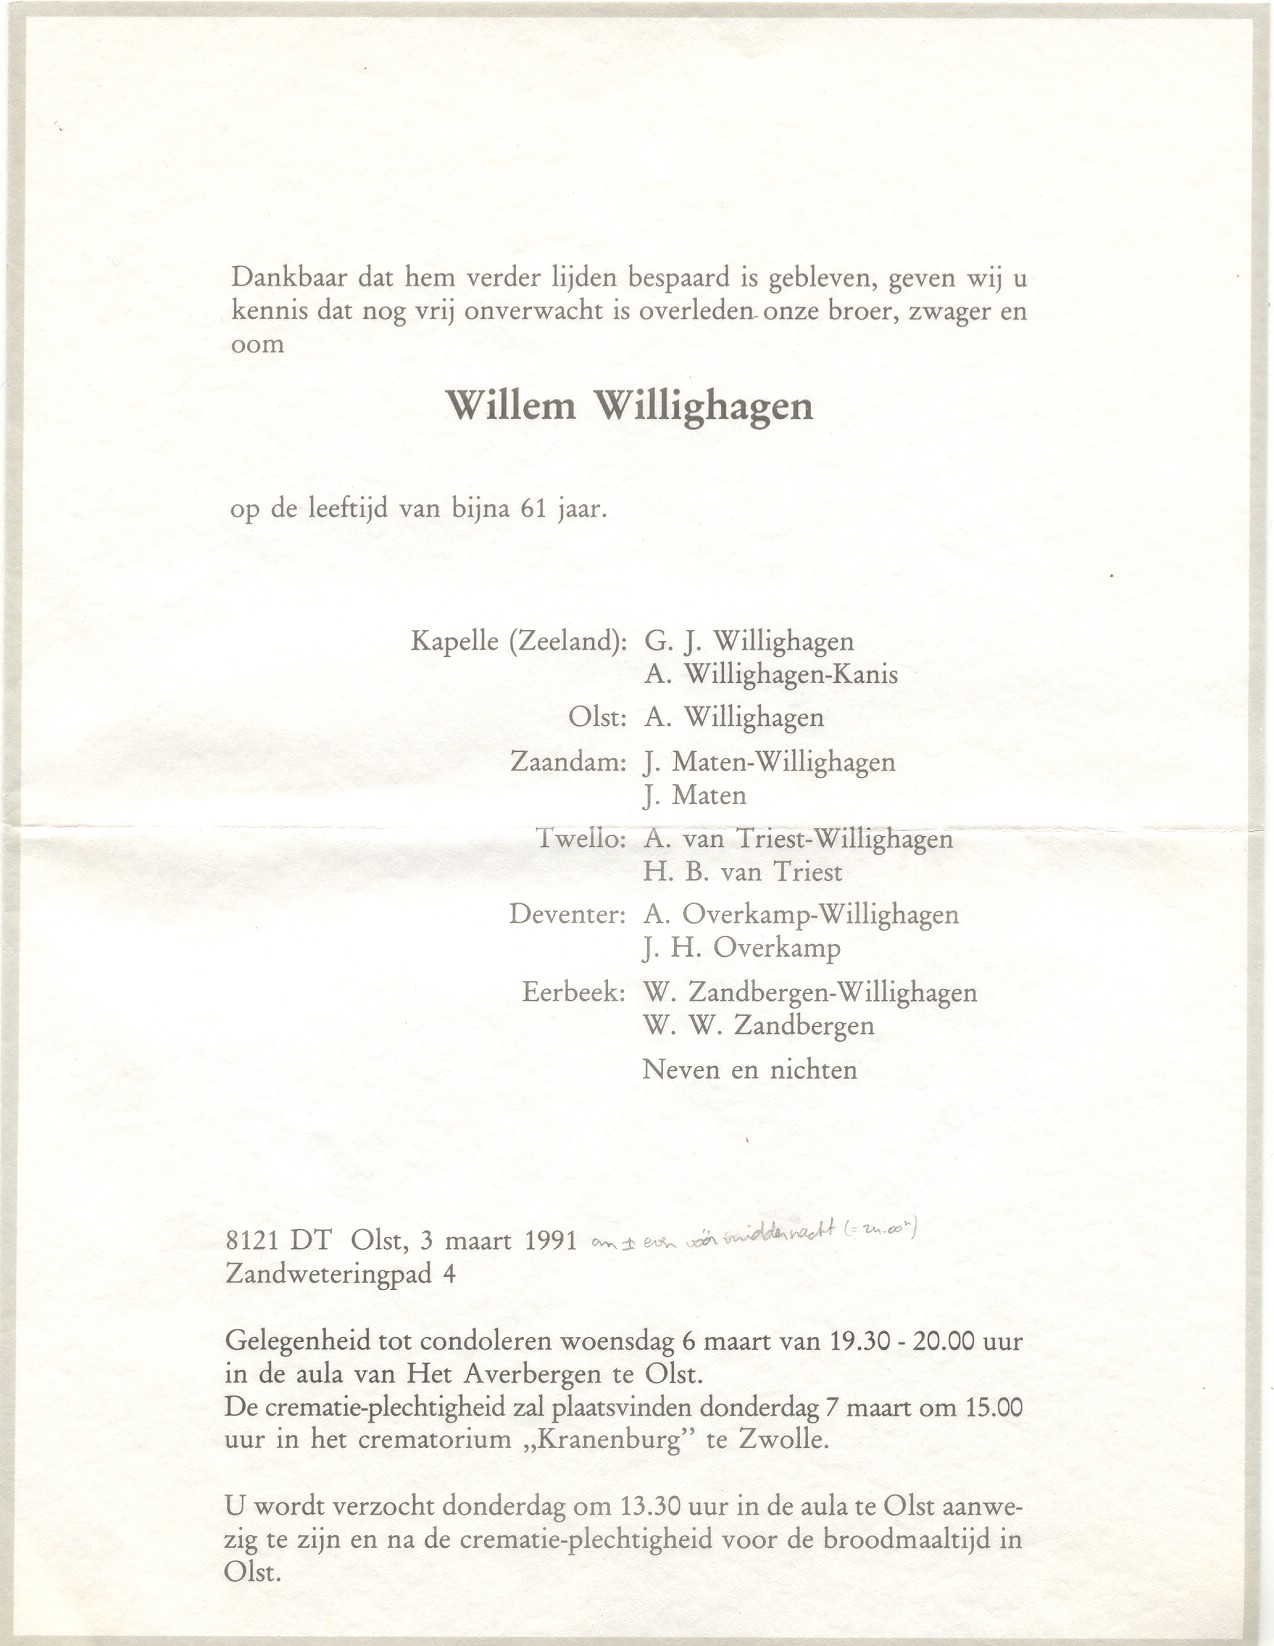 Dankbaar dat hem verder lijden bespaard is gebleven, geven wij u
kennis dat nog vrij onverwacht is overleden onze broer, zwager en
oom
Willem Willighagen
op de leeftijd van bijna 61 jaar.
Kapelle (Zeeland): G. J. Willighagen
A. Willighagen-Kanis
Olst: A. Willighagen
Zaandam: J. Maten-Willighagen
J. Maten
Twello: A. van Triest-Willighagen
H. B. van Triest
Deventer: A. Overkamp-Willighagen
J. H. Overkamp
Eerbeek: W. Zandbergen-Willighagen
W. W. Zandbergen
Neven en nichten
8121 DT Olst, 3 maart 1991 om ± even vóór middernacht
Zandweteringpad 4
Gelegenheid tot condoleren woensdag 6 maart van 19.30 - 20.00 uur
in de aula van Het Averbergen te Olst.
De crematie-plechtigheid zal plaatsvinden donderdag 7 maart om 15.00
uur in het crematorium „Kranenburg” te Zwolle.
U wordt verzocht donderdag om 13.30 uur in de aula te Olst aanwe-
zig te zijn en na de crematie-plechtigheid voor de broodmaaltijd in
Olst.